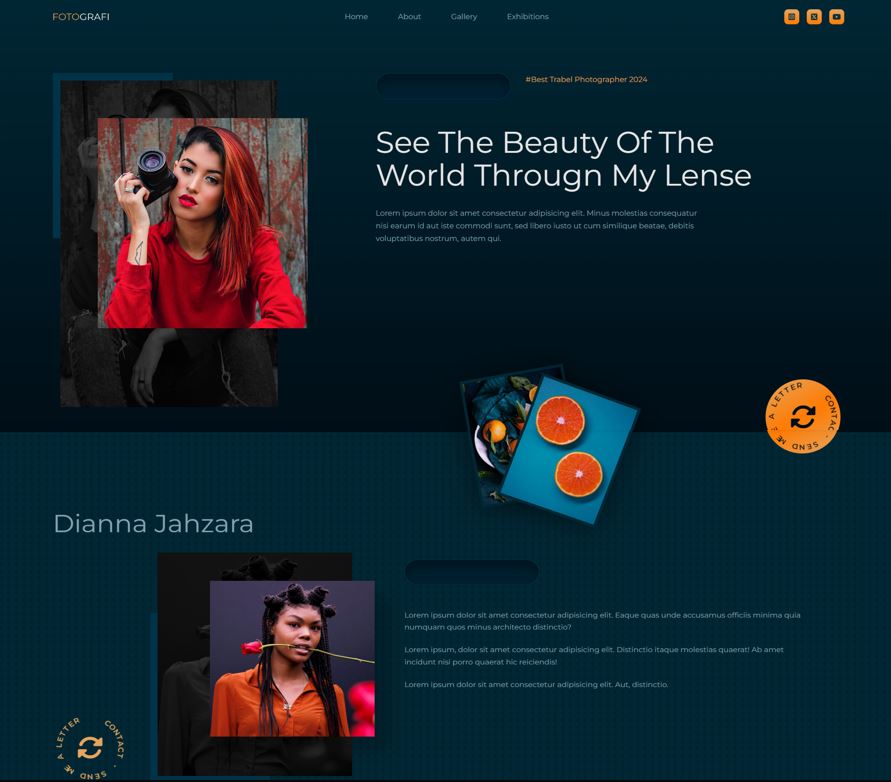 FOTOGRAFI
Home
About
Gallery
Exhibitions
#Best Trabel Photographer 2024
See The Beauty Of The
World Througn My Lense
Lorem ipsum dolor sit amet consectetur adipisicing elit. Minus molestias consequatur
nisi earum id aut iste commodi sunt, sed libero iusto ut cum similique beatae, debitis
voluptatibus nostrum, autem qui.
CONTAC - SEND ME A LETTER
Dianna Jahzara
Lorem ipsum dolor sit amet consectetur adipisicing elit. Eaque quas unde accusamus officiis minima quia
numquam quos minus architecto distinctio?
Lorem ipsum, dolor sit amet consectetur adipisicing elit. Distinctio itaque molestias quaerat! Ab amet
incidunt nisi porro quaerat hic reiciendis!
Lorem ipsum dolor sit amet consectetur adipisicing elit. Aut, distinctio.
CONTACT - SEND ME A LETTER